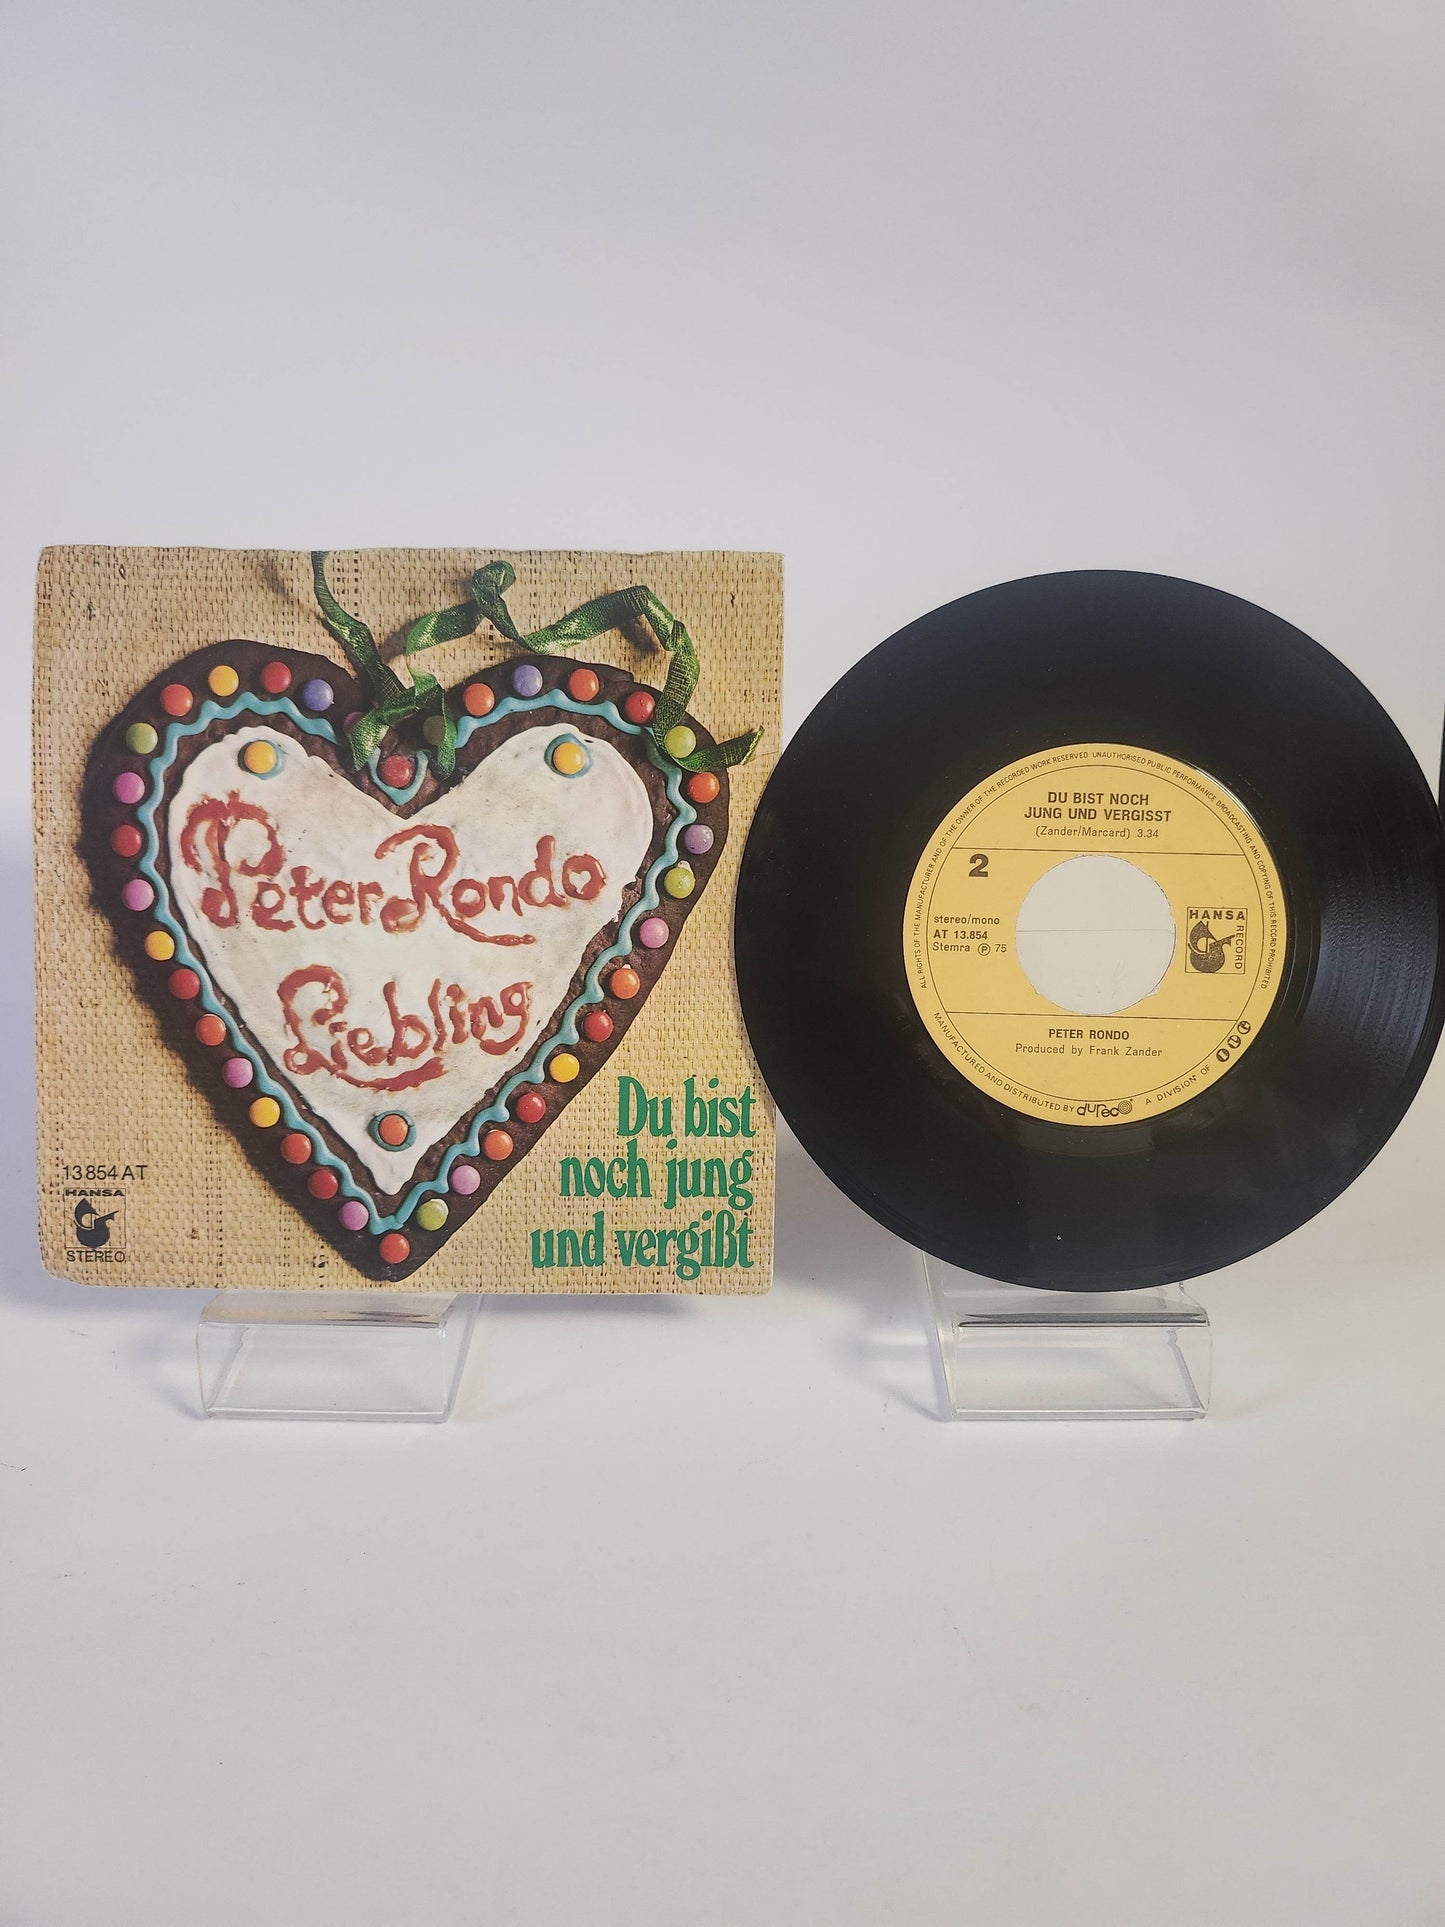 Peter Rondo
Liebling
Du bist
noch jung
und vergißt
13854 AT
HANSA
STEREO
ALL RIGHTS OF THE MANUFACTURER AND OF THE OWNER OF THE RECORDED WORK RESERVED UNAUTHORISED PUBLIC PERFORMANCE BROADCASTING AND COPYING OF THIS RECORD PROHIBITED
DU BIST NOCH
JUNG UND VERGISST
(Zander/Marcard) 3.34
2
stereo/mono
AT 13.854
Stemra Ⓟ 75
HANSA
RECORD
PETER RONDO
Produced by Frank Zander
MANUFACTURED AND DISTRIBUTED BY dureco A DIVISION OF